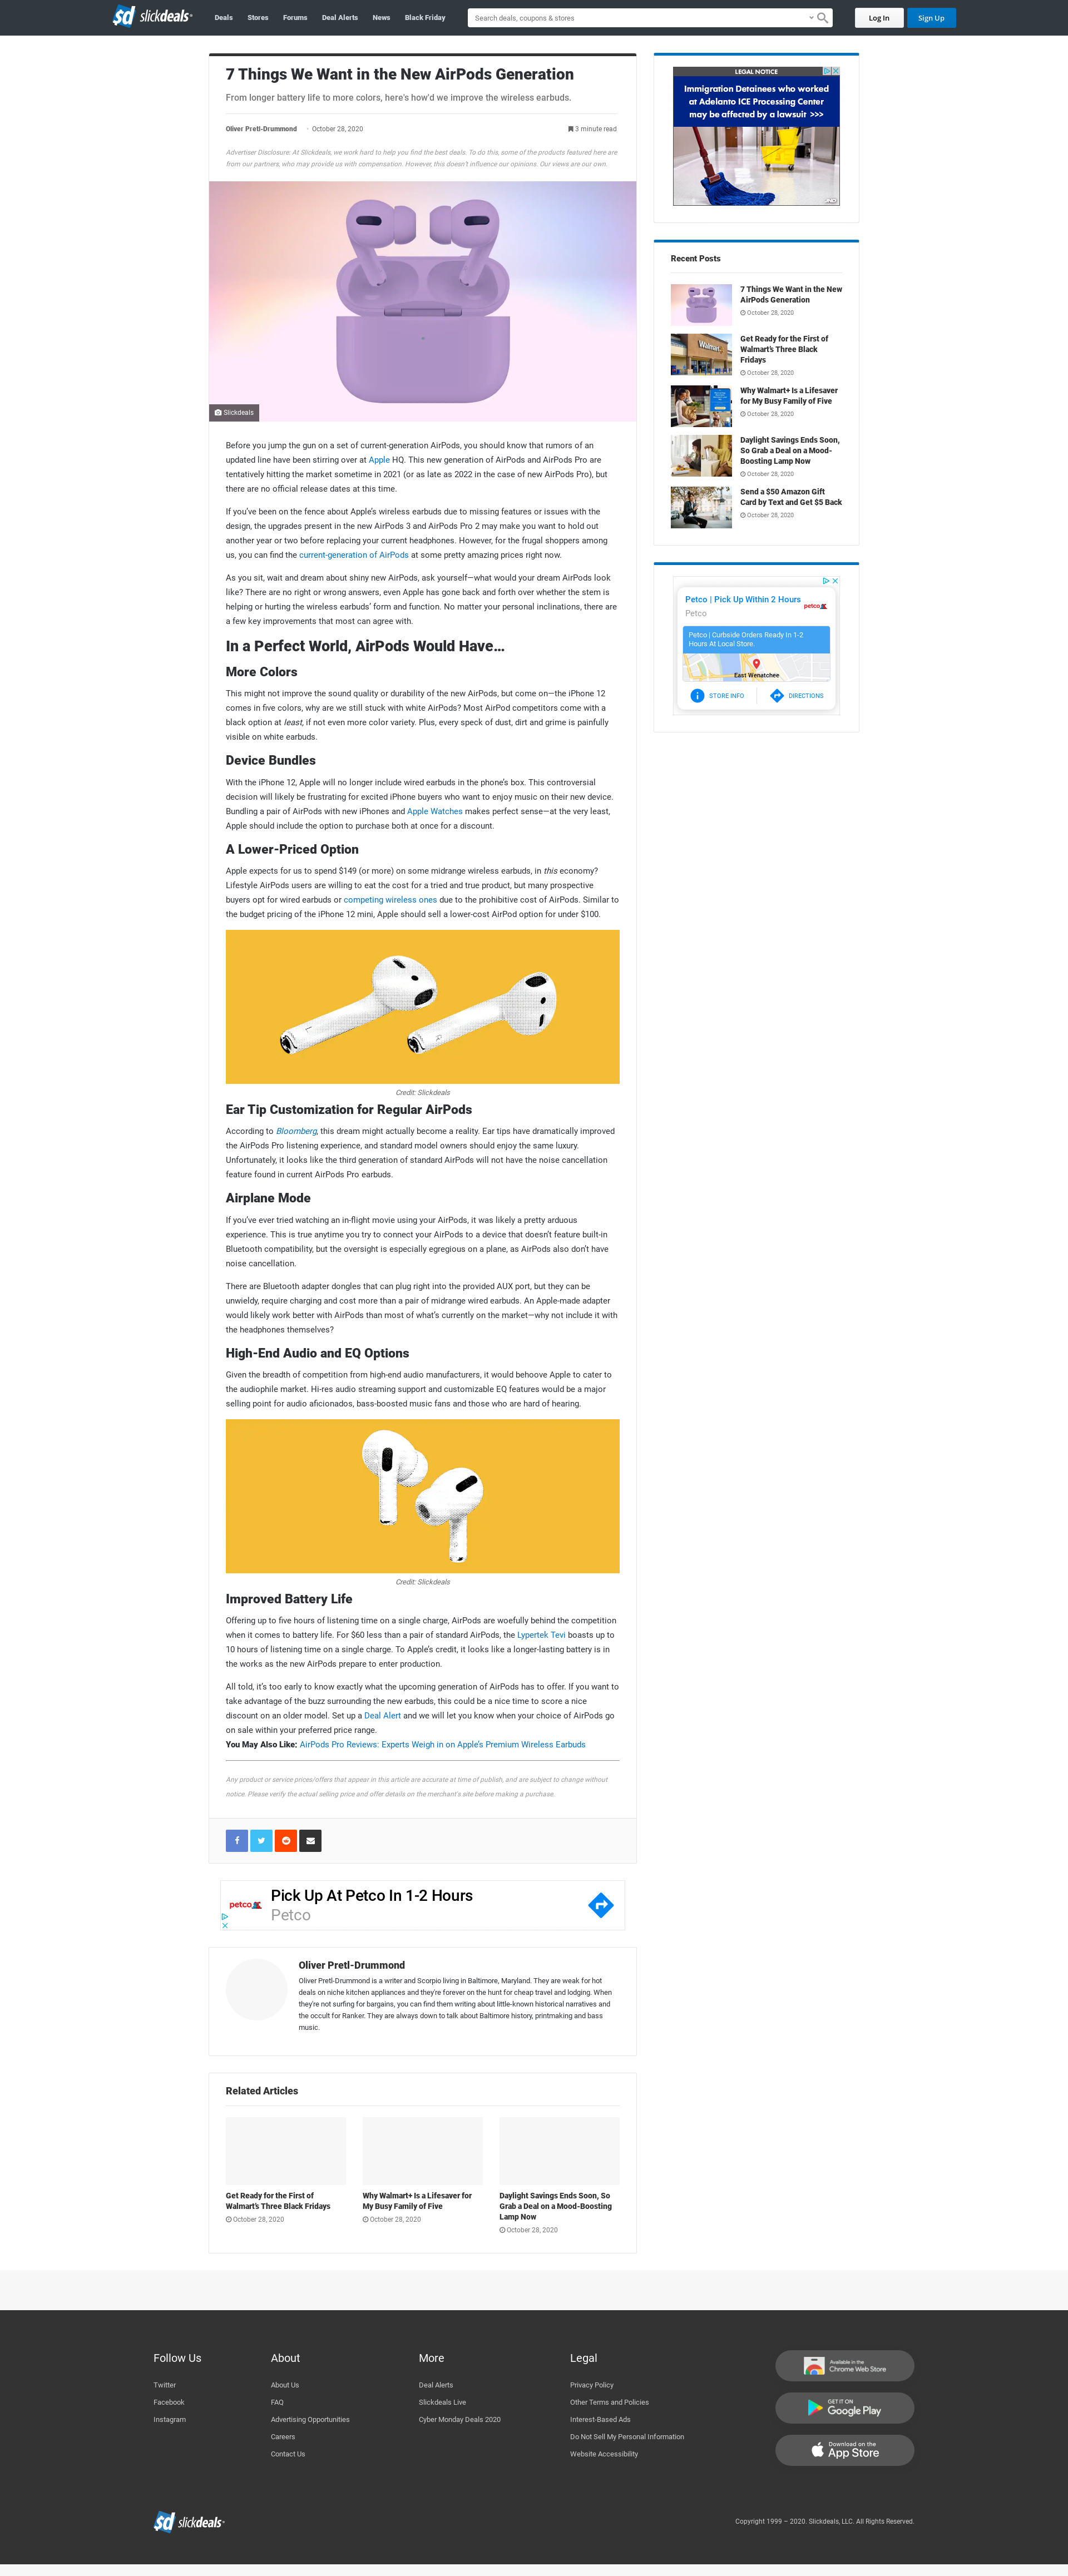 sd slickdeals
Deals
Stores
Forums
Deal Alerts
News
Black Friday
Search deals, coupons & stores
Log In
Sign Up
7 Things We Want in the New AirPods Generation
From longer battery life to more colors, here's how'd we improve the wireless earbuds.
Oliver Pretl-Drummond · October 28, 2020
3 minute read
Advertiser Disclosure: At Slickdeals, we work hard to help you find the best deals. To do this, some of the products featured here are
from our partners, who may provide us with compensation. However, this doesn't influence our opinions. Our views are our own.
Slickdeals
Before you jump the gun on a set of current-generation AirPods, you should know that rumors of an
updated line have been stirring over at Apple HQ. This new generation of AirPods and AirPods Pro are
tentatively hitting the market sometime in 2021 (or as late as 2022 in the case of new AirPods Pro), but
there are no official release dates at this time.
If you've been on the fence about Apple's wireless earbuds due to missing features or issues with the
design, the upgrades present in the new AirPods 3 and AirPods Pro 2 may make you want to hold out
another year or two before replacing your current headphones. However, for the frugal shoppers among
us, you can find the current-generation of AirPods at some pretty amazing prices right now.
As you sit, wait and dream about shiny new AirPods, ask yourself—what would your dream AirPods look
like? There are no right or wrong answers, even Apple has gone back and forth over whether the stem is
helping or hurting the wireless earbuds' form and function. No matter your personal inclinations, there are
a few key improvements that most can agree with.
In a Perfect World, AirPods Would Have…
More Colors
This might not improve the sound quality or durability of the new AirPods, but come on—the iPhone 12
comes in five colors, why are we still stuck with white AirPods? Most AirPod competitors come with a
black option at least, if not even more color variety. Plus, every speck of dust, dirt and grime is painfully
visible on white earbuds.
Device Bundles
With the iPhone 12, Apple will no longer include wired earbuds in the phone's box. This controversial
decision will likely be frustrating for excited iPhone buyers who want to enjoy music on their new device.
Bundling a pair of AirPods with new iPhones and Apple Watches makes perfect sense—at the very least,
Apple should include the option to purchase both at once for a discount.
A Lower-Priced Option
Apple expects for us to spend $149 (or more) on some midrange wireless earbuds, in this economy?
Lifestyle AirPods users are willing to eat the cost for a tried and true product, but many prospective
buyers opt for wired earbuds or competing wireless ones due to the prohibitive cost of AirPods. Similar to
the budget pricing of the iPhone 12 mini, Apple should sell a lower-cost AirPod option for under $100.
Credit: Slickdeals
Ear Tip Customization for Regular AirPods
According to Bloomberg, this dream might actually become a reality. Ear tips have dramatically improved
the AirPods Pro listening experience, and standard model owners should enjoy the same luxury.
Unfortunately, it looks like the third generation of standard AirPods will not have the noise cancellation
feature found in current AirPods Pro earbuds.
Airplane Mode
If you've ever tried watching an in-flight movie using your AirPods, it was likely a pretty arduous
experience. This is true anytime you try to connect your AirPods to a device that doesn't feature built-in
Bluetooth compatibility, but the oversight is especially egregious on a plane, as AirPods also don't have
noise cancellation.
There are Bluetooth adapter dongles that can plug right into the provided AUX port, but they can be
unwieldy, require charging and cost more than a pair of midrange wired earbuds. An Apple-made adapter
would likely work better with AirPods than most of what's currently on the market—why not include it with
the headphones themselves?
High-End Audio and EQ Options
Given the breadth of competition from high-end audio manufacturers, it would behoove Apple to cater to
the audiophile market. Hi-res audio streaming support and customizable EQ features would be a major
selling point for audio aficionados, bass-boosted music fans and those who are hard of hearing.
Credit: Slickdeals
Improved Battery Life
Offering up to five hours of listening time on a single charge, AirPods are woefully behind the competition
when it comes to battery life. For $60 less than a pair of standard AirPods, the Lypertek Tevi boasts up to
10 hours of listening time on a single charge. To Apple's credit, it looks like a longer-lasting battery is in
the works as the new AirPods prepare to enter production.
All told, it's too early to know exactly what the upcoming generation of AirPods has to offer. If you want to
take advantage of the buzz surrounding the new earbuds, this could be a nice time to score a nice
discount on an older model. Set up a Deal Alert and we will let you know when your choice of AirPods go
on sale within your preferred price range.
You May Also Like: AirPods Pro Reviews: Experts Weigh in on Apple's Premium Wireless Earbuds
Any product or service prices/offers that appear in this article are accurate at time of publish, and are subject to change without
notice. Please verify the actual selling price and offer details on the merchant's site before making a purchase.
petco
Pick Up At Petco In 1-2 Hours
Petco
Oliver Pretl-Drummond
Oliver Pretl-Drummond is a writer and Scorpio living in Baltimore, Maryland. They are weak for hot
deals on niche kitchen appliances and they're forever on the hunt for cheap travel and lodging. When
they're not surfing for bargains, you can find them writing about little-known historical narratives and
the occult for Ranker. They are always down to talk about Baltimore history, printmaking and bass
music.
Related Articles
Get Ready for the First of
Walmart's Three Black Fridays
October 28, 2020
Why Walmart+ Is a Lifesaver for
My Busy Family of Five
October 28, 2020
Daylight Savings Ends Soon, So
Grab a Deal on a Mood-Boosting
Lamp Now
October 28, 2020
LEGAL NOTICE
Immigration Detainees who worked
at Adelanto ICE Processing Center
may be affected by a lawsuit >>>
Recent Posts
7 Things We Want in the New
AirPods Generation
October 28, 2020
Walmart
Get Ready for the First of
Walmart's Three Black
Fridays
October 28, 2020
Why Walmart+ Is a Lifesaver
for My Busy Family of Five
October 28, 2020
Daylight Savings Ends Soon,
So Grab a Deal on a Mood-
Boosting Lamp Now
October 28, 2020
Send a $50 Amazon Gift
Card by Text and Get $5 Back
October 28, 2020
Petco | Pick Up Within 2 Hours
Petco
petco
Petco | Curbside Orders Ready In 1-2
Hours At Local Store.
East Wenatchee
STORE INFO
DIRECTIONS
Follow Us
Twitter
Facebook
Instagram
About
About Us
FAQ
Advertising Opportunities
Careers
Contact Us
More
Deal Alerts
Slickdeals Live
Cyber Monday Deals 2020
Legal
Privacy Policy
Other Terms and Policies
Interest-Based Ads
Do Not Sell My Personal Information
Website Accessibility
Available in the
Chrome Web Store
GET IT ON
Google Play
Download on the
App Store
sd slickdeals
Copyright 1999 – 2020. Slickdeals, LLC. All Rights Reserved.